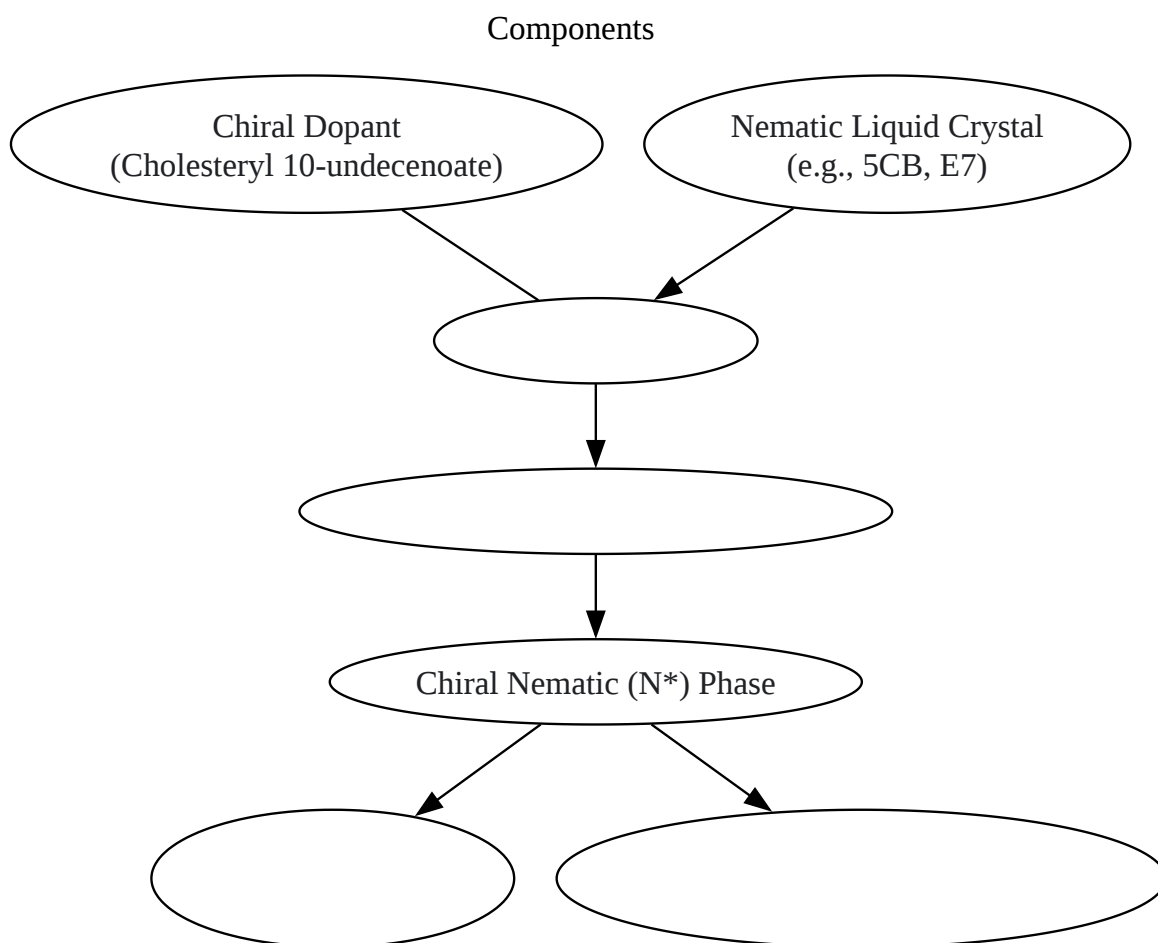 Components
Chiral Dopant
(Cholesteryl 10-undecenoate)
Nematic Liquid Crystal
(e.g., 5CB, E7)
Chiral Nematic (N*) Phase